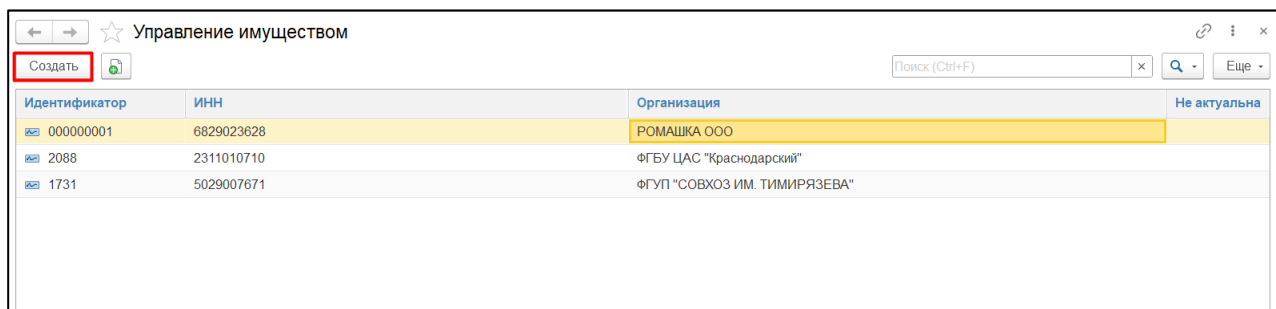 Управление имуществом
Создать Поиск (Ctrl+F) Еще
Идентификатор ИНН Организация Не актуальна
000000001 6829023628 РОМАШКА ООО
2088 2311010710 ФГБУ ЦАС "Краснодарский"
1731 5029007671 ФГУП "СОВХОЗ ИМ. ТИМИРЯЗЕВА"